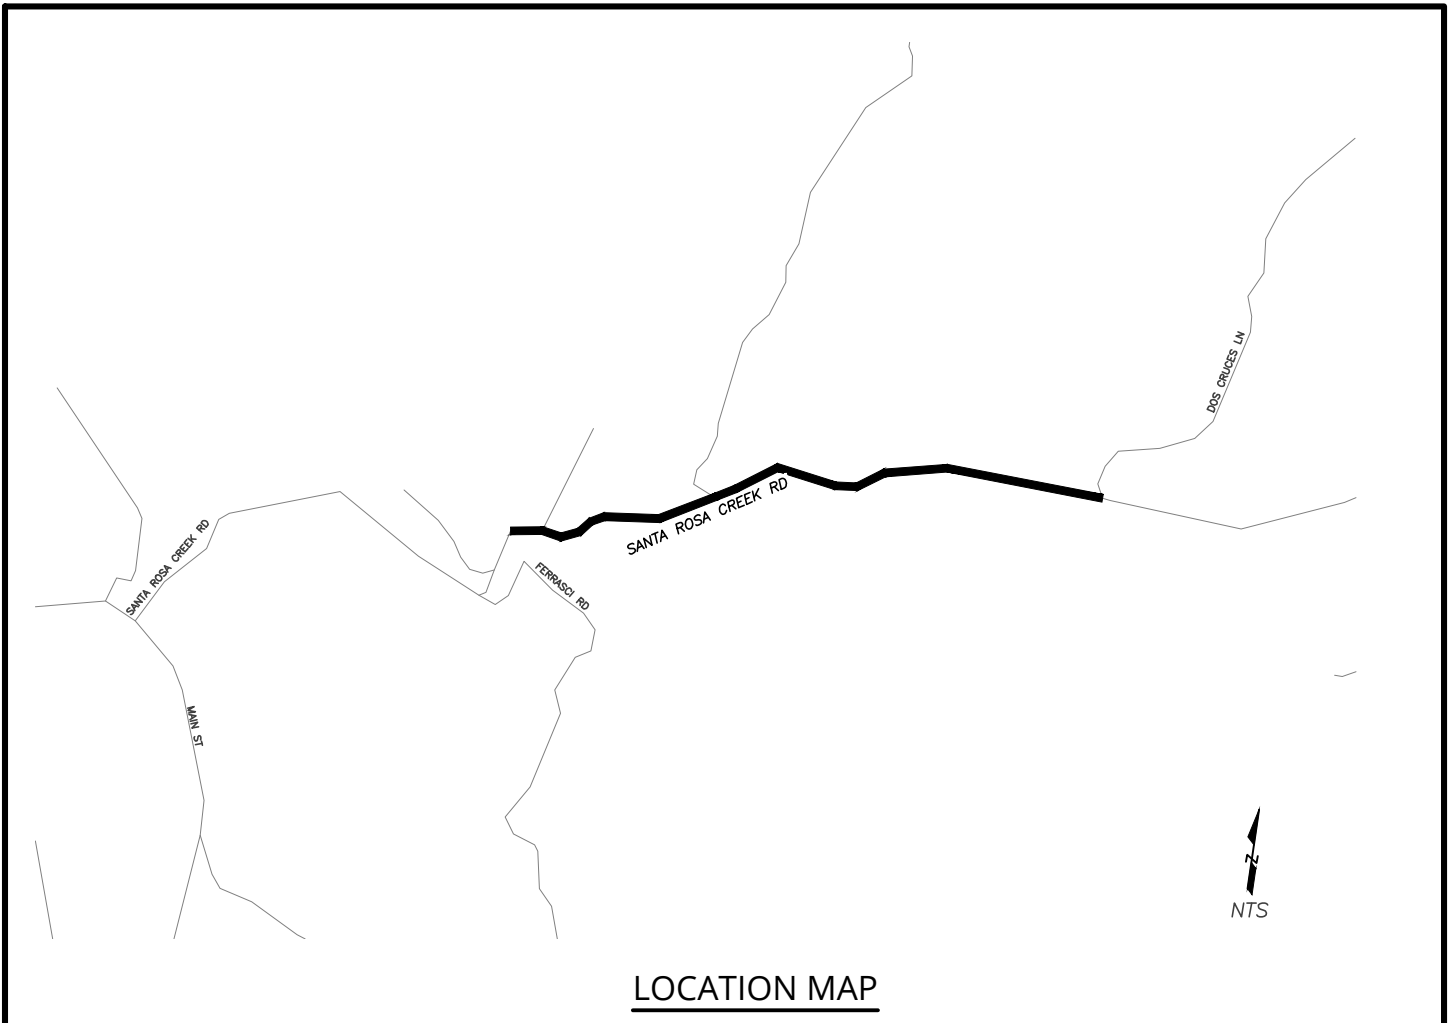 DOS CRUCES LN
SANTA ROSA CREEK RD
SANTA ROSA CREEK RD
FERRASCI RD
MAIN ST
N
NTS
LOCATION MAP